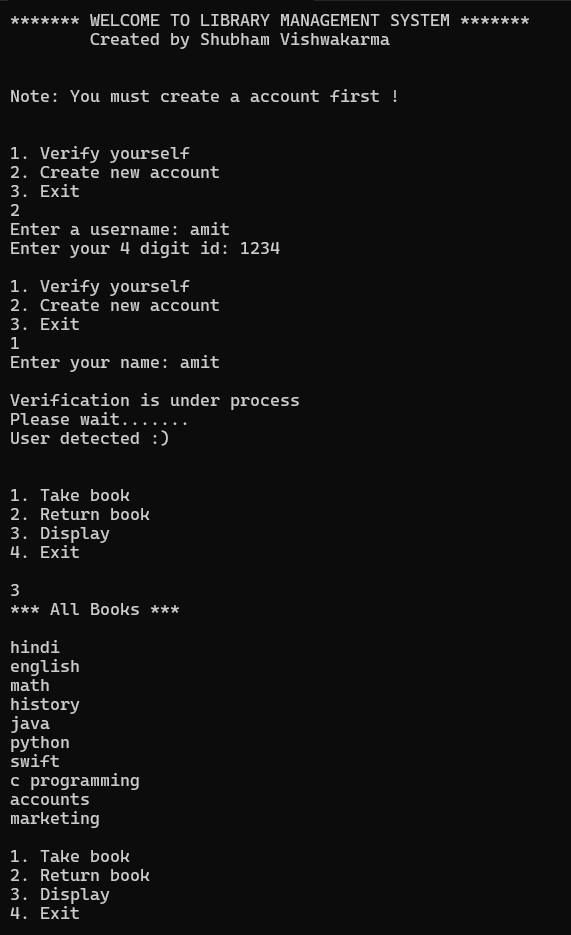 ******* WELCOME TO LIBRARY MANAGEMENT SYSTEM *******
Created by Shubham Vishwakarma
Note: You must create a account first !
1. Verify yourself
2. Create new account
3. Exit
2
Enter a username: amit
Enter your 4 digit id: 1234
1. Verify yourself
2. Create new account
3. Exit
1
Enter your name: amit
Verification is under process
Please wait.......
User detected :)
1. Take book
2. Return book
3. Display
4. Exit
3
*** All Books ***
hindi
english
math
history
java
python
swift
c programming
accounts
marketing
1. Take book
2. Return book
3. Display
4. Exit